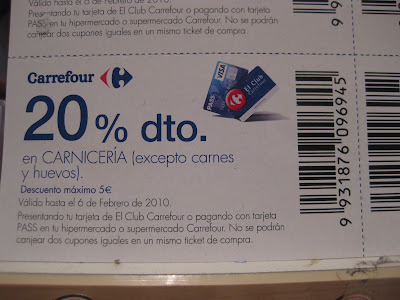 Válido hasta el 6 de Febrero de 2010.
Presentando tu tarjeta de El Club Carrefour o pagando con tarjeta
PASS en tu hipermercado o supermercado Carrefour. No se podrán
canjear dos cupones iguales en un mismo ticket de compra.
Carrefour
VISA
PASS
El Club
20% dto.
en CARNICERÍA (excepto carnes
y huevos).
Descuento máximo 5€
Válido hasta el 6 de Febrero de 2010.
Presentando tu tarjeta de El Club Carrefour o pagando con tarjeta
PASS en tu hipermercado o supermercado Carrefour. No se podrán
canjear dos cupones iguales en un mismo ticket de compra.
9 931876 096945